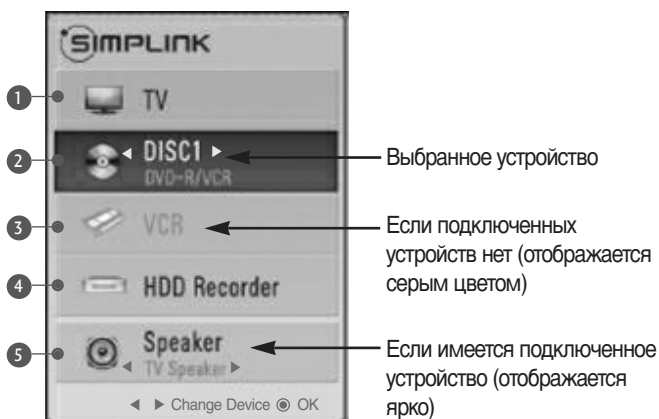 SIMPLINK
1 TV
2 ◄ DISC1 ► Выбранное устройство
DVD-R/VCR
3 VCR Если подключенных
устройств нет (отображается
серым цветом)
4 HDD Recorder
5 Speaker Если имеется подключенное
устройство (отображается
ярко)
◄ TV Speaker ►
◄ ► Change Device ◉ OK